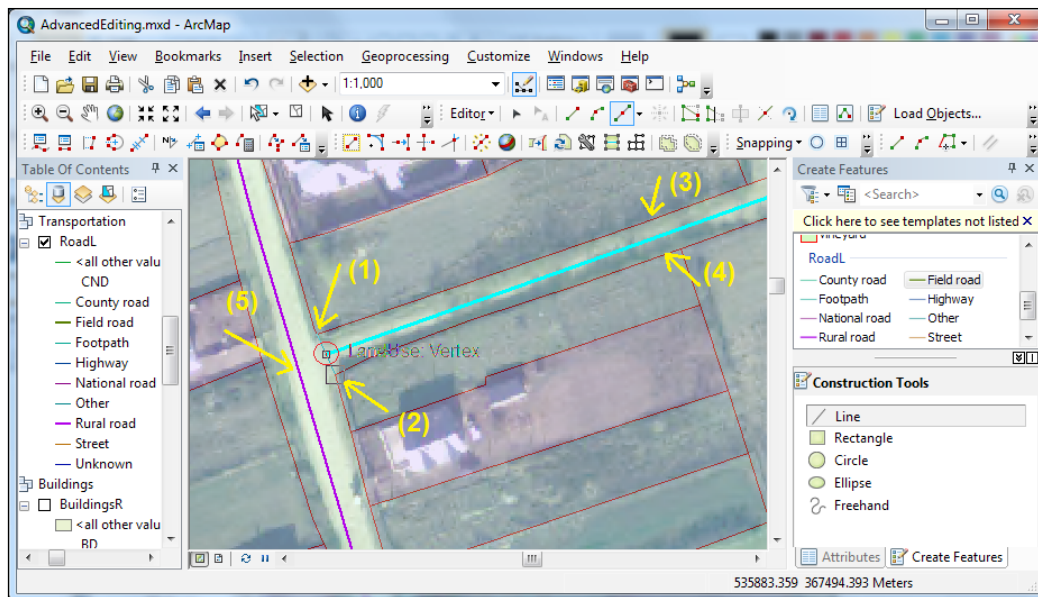 AdvancedEditing.mxd - ArcMap
File Edit View Bookmarks Insert Selection Geoprocessing Customize Windows Help
1:1,000
Editor Load Objects...
Snapping
Table Of Contents
Transportation
RoadL
<all other valu
CND
County road
Field road
Footpath
Highway
National road
Other
Rural road
Street
Unknown
Buildings
BuildingsR
<all other valu
BD
(1)
(2)
(3)
(4)
(5)
LandUse: Vertex
Create Features
<Search>
Click here to see templates not listed
Vineyard
RoadL
County road Field road
Footpath Highway
National road Other
Rural road Street
Construction Tools
Line
Rectangle
Circle
Ellipse
Freehand
Attributes Create Features
535883.359 367494.393 Meters